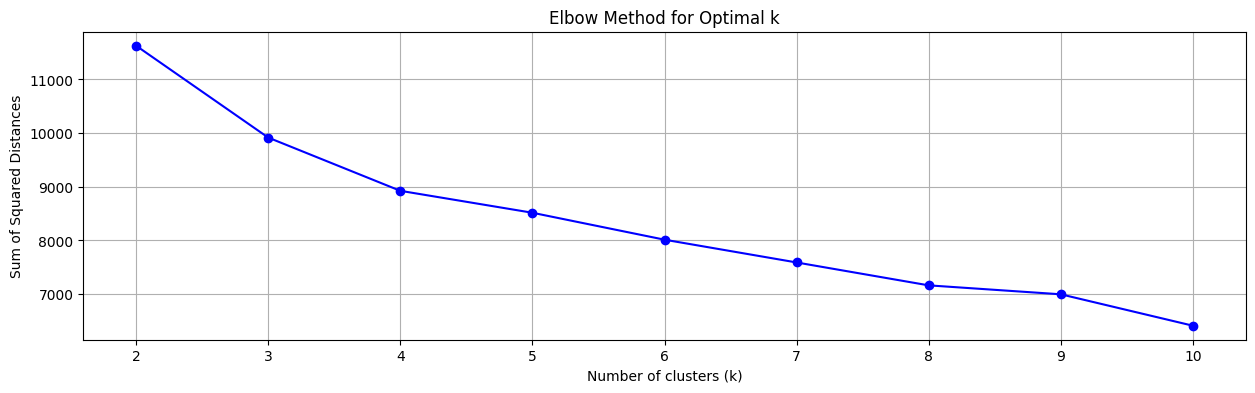 Elbow Method for Optimal k
Sum of Squared Distances
11000
10000
9000
8000
7000
2 3 4 5 6 7 8 9 10
Number of clusters (k)